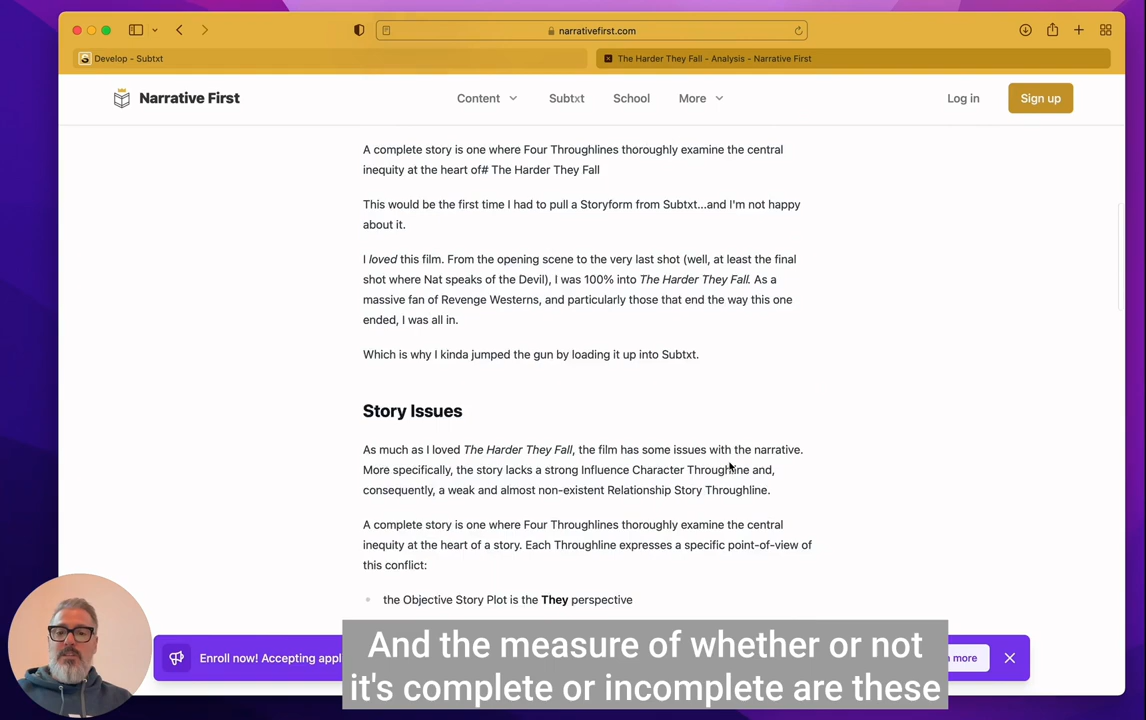 narrativefirst.com
Develop - Subtxt
The Harder They Fall - Analysis - Narrative First
Narrative First
Content
Subtxt
School
More
Log in
Sign up
A complete story is one where Four Throughlines thoroughly examine the central
inequity at the heart of# The Harder They Fall
This would be the first time I had to pull a Storyform from Subtxt...and I'm not happy
about it.
I loved this film. From the opening scene to the very last shot (well, at least the final
shot where Nat speaks of the Devil), I was 100% into The Harder They Fall. As a
massive fan of Revenge Westerns, and particularly those that end the way this one
ended, I was all in.
Which is why I kinda jumped the gun by loading it up into Subtxt.
Story Issues
As much as I loved The Harder They Fall, the film has some issues with the narrative.
More specifically, the story lacks a strong Influence Character Throughline and,
consequently, a weak and almost non-existent Relationship Story Throughline.
A complete story is one where Four Throughlines thoroughly examine the central
inequity at the heart of a story. Each Throughline expresses a specific point-of-view of
this conflict:
the Objective Story Plot is the They perspective
Enroll now! Accepting appl
more
And the measure of whether or not
it's complete or incomplete are these